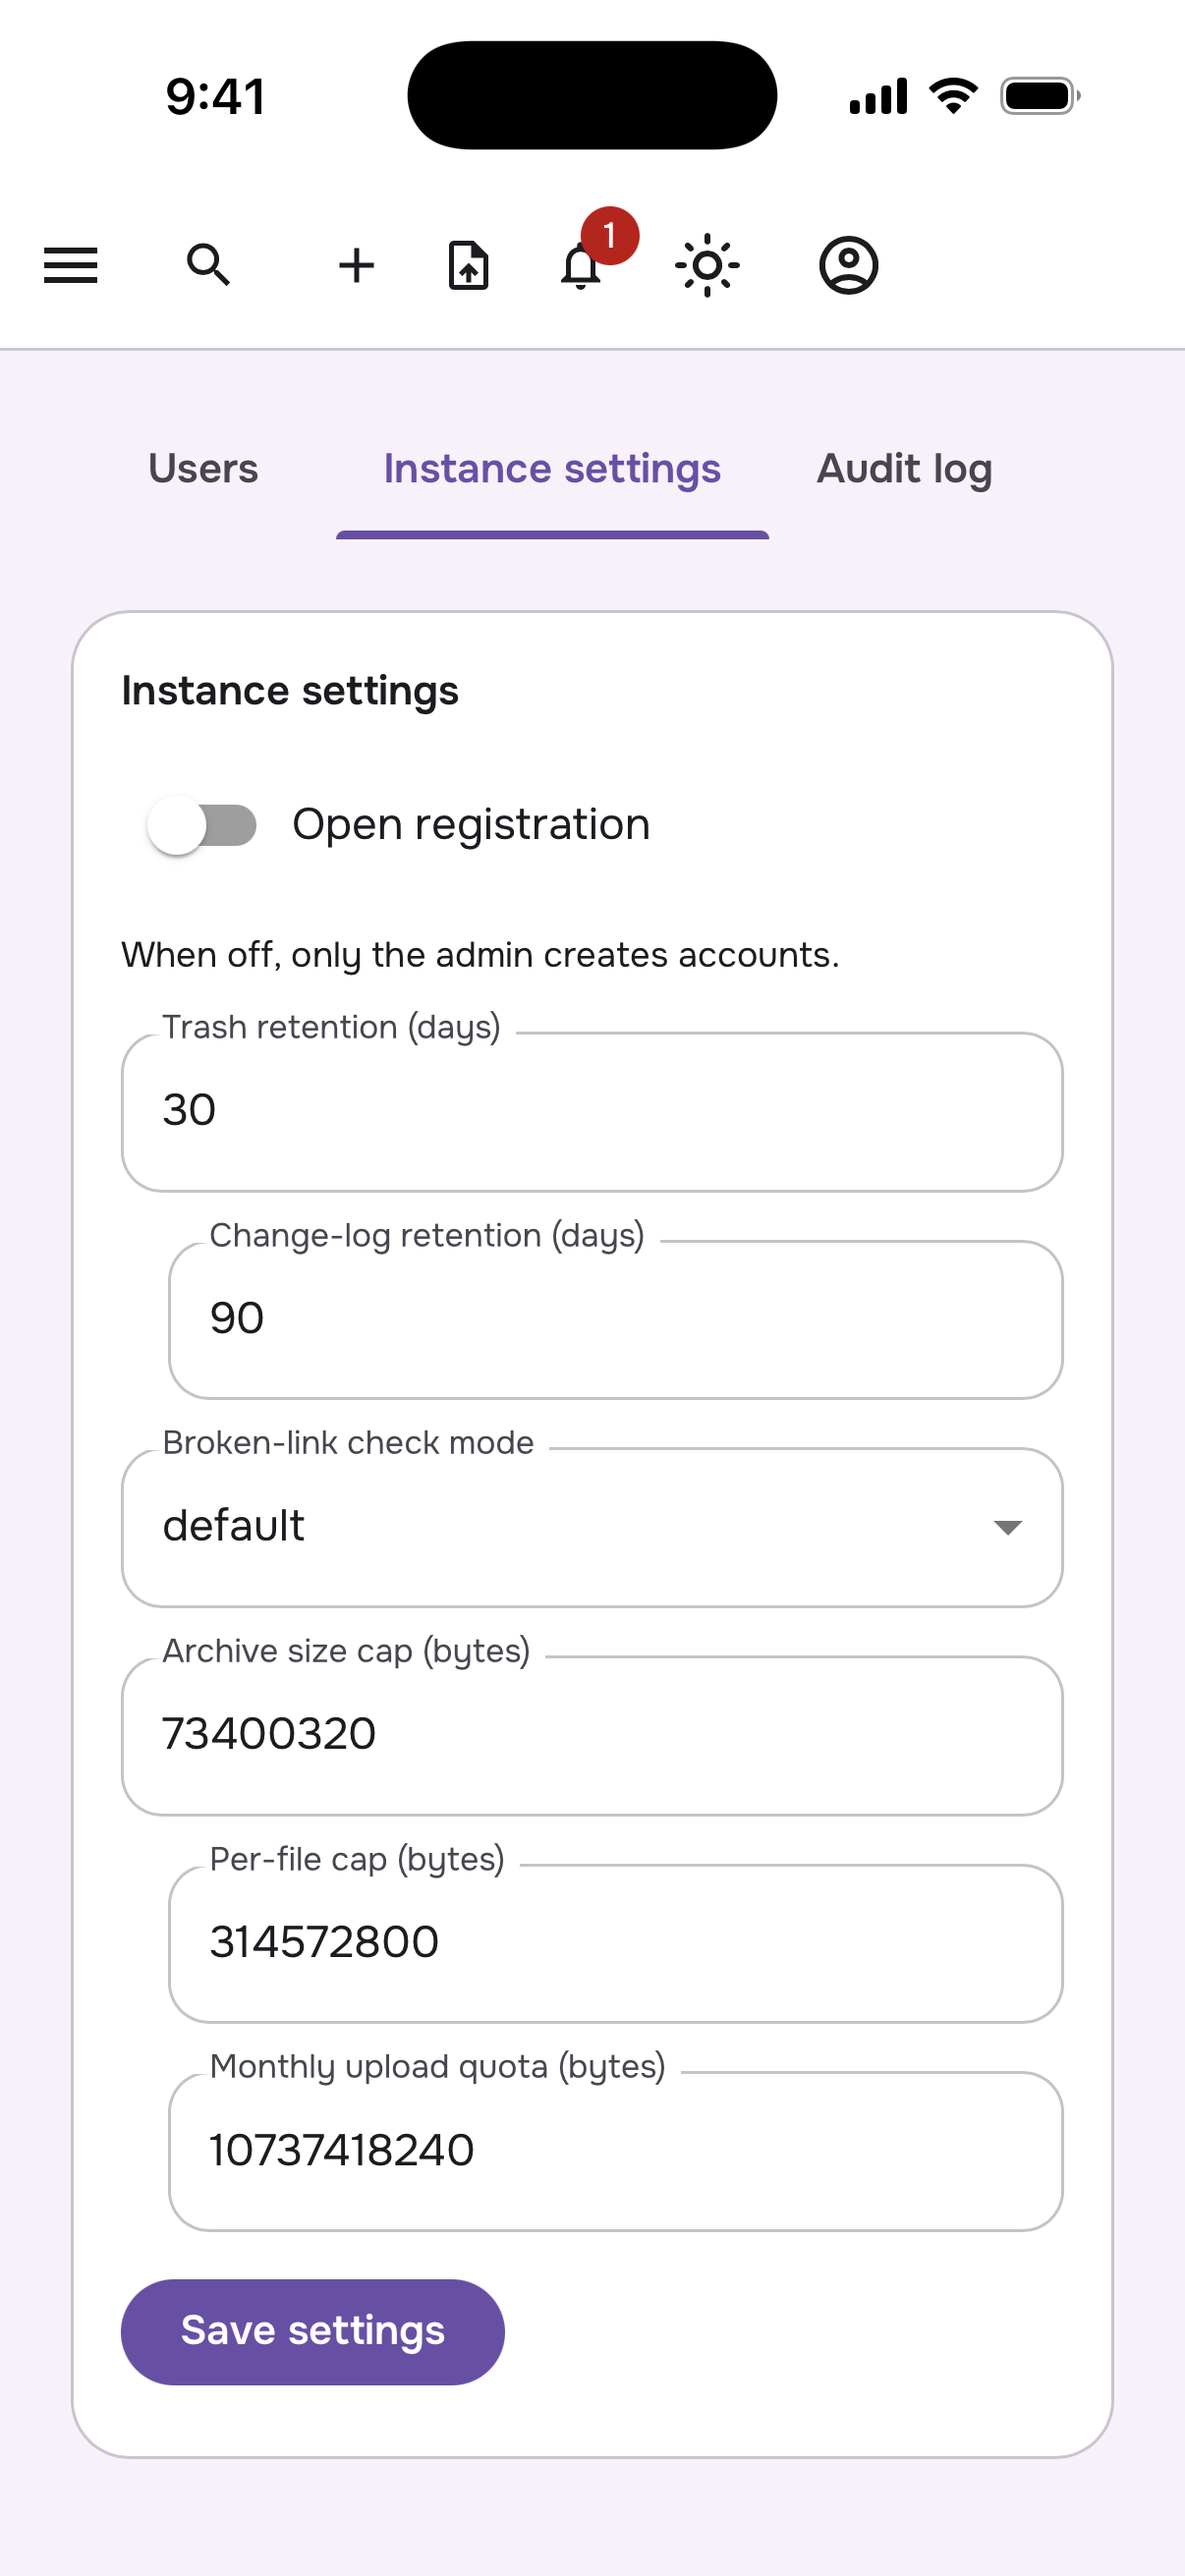 9:41
1
Users Instance settings Audit log
Instance settings
Open registration
When off, only the admin creates accounts.
Trash retention (days)
30
Change-log retention (days)
90
Broken-link check mode
default
Archive size cap (bytes)
73400320
Per-file cap (bytes)
314572800
Monthly upload quota (bytes)
10737418240
Save settings